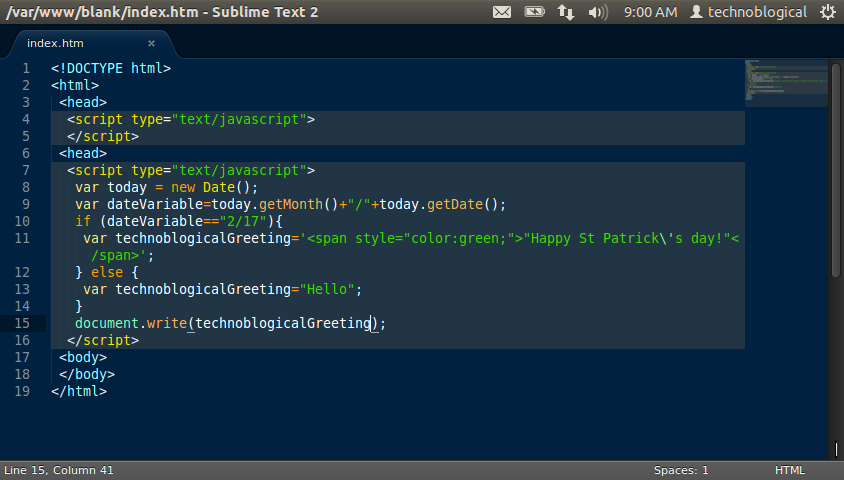 /var/www/blank/index.htm - Sublime Text 2 9:00 AM technoblogical
index.htm ×
1 <!DOCTYPE html>
2 <html>
3 <head>
4 <script type="text/javascript">
5 </script>
6 <head>
7 <script type="text/javascript">
8 var today = new Date();
9 var dateVariable=today.getMonth()+"/"+today.getDate();
10 if (dateVariable=="2/17"){
11 var technoblogicalGreeting='<span style="color:green;">"Happy St Patrick\'s day!"<
/span>';
12 } else {
13 var technoblogicalGreeting="Hello";
14 }
15 document.write(technoblogicalGreeting);
16 </script>
17 <body>
18 </body>
19 </html>
Line 15, Column 41 Spaces: 1 HTML